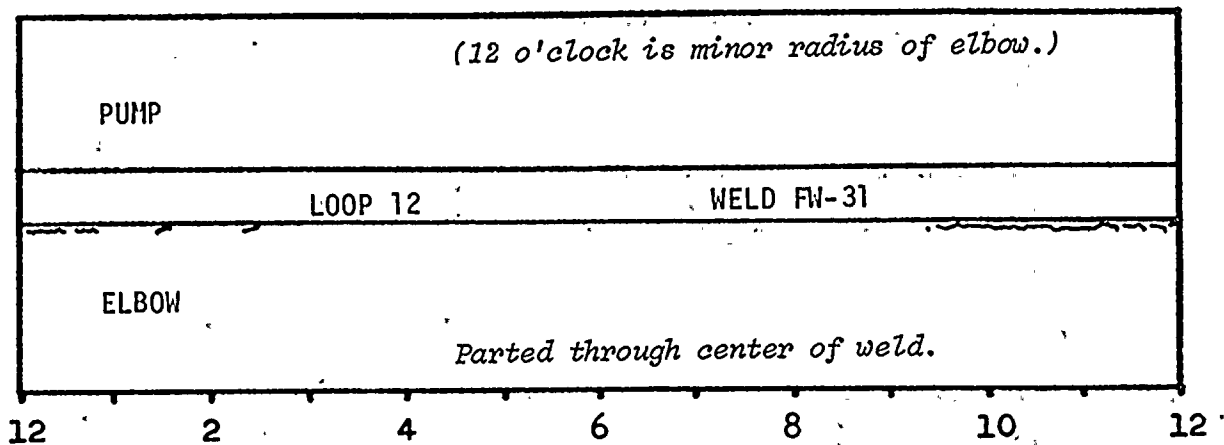 (12 o'clock is minor radius of elbow.)
PUMP
LOOP 12 WELD FW-31
ELBOW
Parted through center of weld.
12 2 4 6 8 10 12